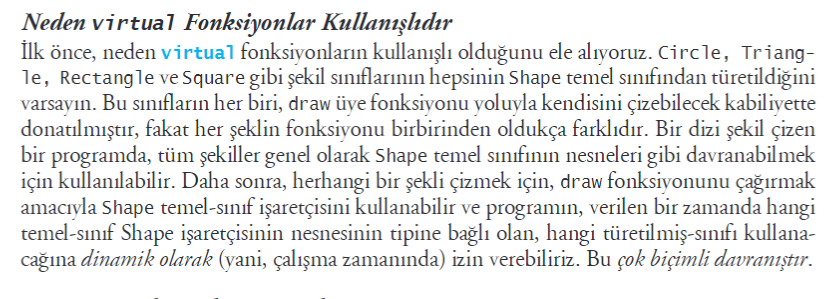 Neden virtual Fonksiyonlar Kullanışlıdır
İlk önce, neden virtual fonksiyonların kullanışlı olduğunu ele alıyoruz. Circle, Triang-
le, Rectangle ve Square gibi şekil sınıflarının hepsinin Shape temel sınıfından türetildiğini
varsayın. Bu sınıfların her biri, draw üye fonksiyonu yoluyla kendisini çizebilecek kabiliyette
donatılmıştır, fakat her şeklin fonksiyonu birbirinden oldukça farklıdır. Bir dizi şekil çizen
bir programda, tüm şekiller genel olarak Shape temel sınıfının nesneleri gibi davranabilmek
için kullanılabilir. Daha sonra, herhangi bir şekli çizmek için, draw fonksiyonunu çağırmak
amacıyla Shape temel-sınıf işaretçisini kullanabilir ve programın, verilen bir zamanda hangi
temel-sınıf Shape işaretçisinin nesnesinin tipine bağlı olan, hangi türetilmiş-sınıfı kullana-
cağına dinamik olarak (yani, çalışma zamanında) izin verebiliriz. Bu çok biçimli davranıştır.